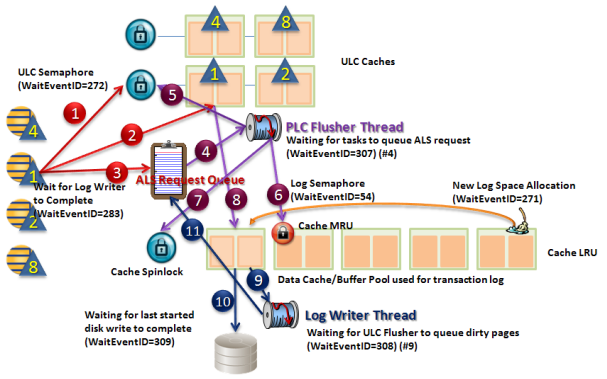 4
8
ULC Caches
ULC Semaphore
(WaitEventID=272)
1
2
1
5
2
PLC Flusher Thread
Waiting for tasks to queue ALS request
(WaitEventID=307) (#4)
4
3
4
1
ALS Request Queue
Wait for Log Writer
to Complete
(WaitEventID=283)
7
8
6
Log Semaphore
(WaitEventID=54)
New Log Space Allocation
(WaitEventID=271)
2
11
Cache MRU
Cache LRU
8
Cache Spinlock
Data Cache/Buffer Pool used for transaction log
9
10
Waiting for last started
disk write to complete
(WaitEventID=309)
Log Writer Thread
Waiting for ULC Flusher to queue dirty pages
(WaitEventID=308) (#9)